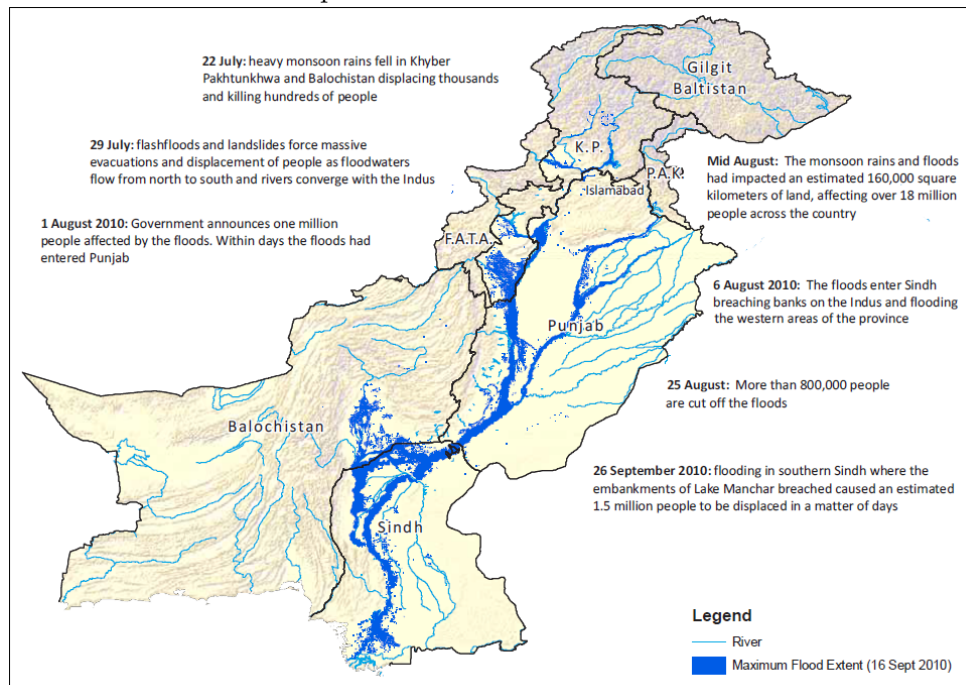 22 July: heavy monsoon rains fell in Khyber
Pakhtunkhwa and Balochistan displacing thousands
and killing hundreds of people
Gilgit
Baltistan
29 July: flashfloods and landslides force massive
evacuations and displacement of people as floodwaters
flow from north to south and rivers converge with the Indus
K.P.
P.A.K.
Islamabad
Mid August: The monsoon rains and floods
had impacted an estimated 160,000 square
kilometers of land, affecting over 18 million
people across the country
1 August 2010: Government announces one million
people affected by the floods. Within days the floods had
entered Punjab
F.A.T.A.
6 August 2010: The floods enter Sindh
breaching banks on the Indus and flooding
the western areas of the province
Punjab
25 August: More than 800,000 people
are cut off the floods
Balochistan
26 September 2010: flooding in southern Sindh where the
embankments of Lake Manchar breached caused an estimated
1.5 million people to be displaced in a matter of days
Sindh
Legend
River
Maximum Flood Extent (16 Sept 2010)